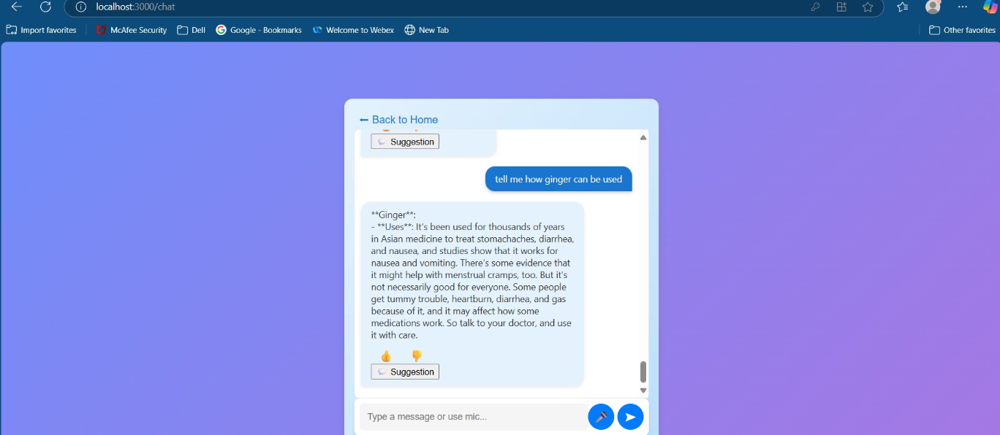 localhost:3000/chat
Import favorites
McAfee Security
Dell
Google - Bookmarks
Welcome to Webex
New Tab
Other favorites
Back to Home
Suggestion
tell me how ginger can be used
**Ginger**:
- **Uses**: It's been used for thousands of years
in Asian medicine to treat stomachaches, diarrhea,
and nausea, and studies show that it works for
nausea and vomiting. There's some evidence that
it might help with menstrual cramps, too. But it's
not necessarily good for everyone. Some people
get tummy trouble, heartburn, diarrhea, and gas
because of it, and it may affect how some
medications work. So talk to your doctor, and use
it with care.
Suggestion
Type a message or use mic...